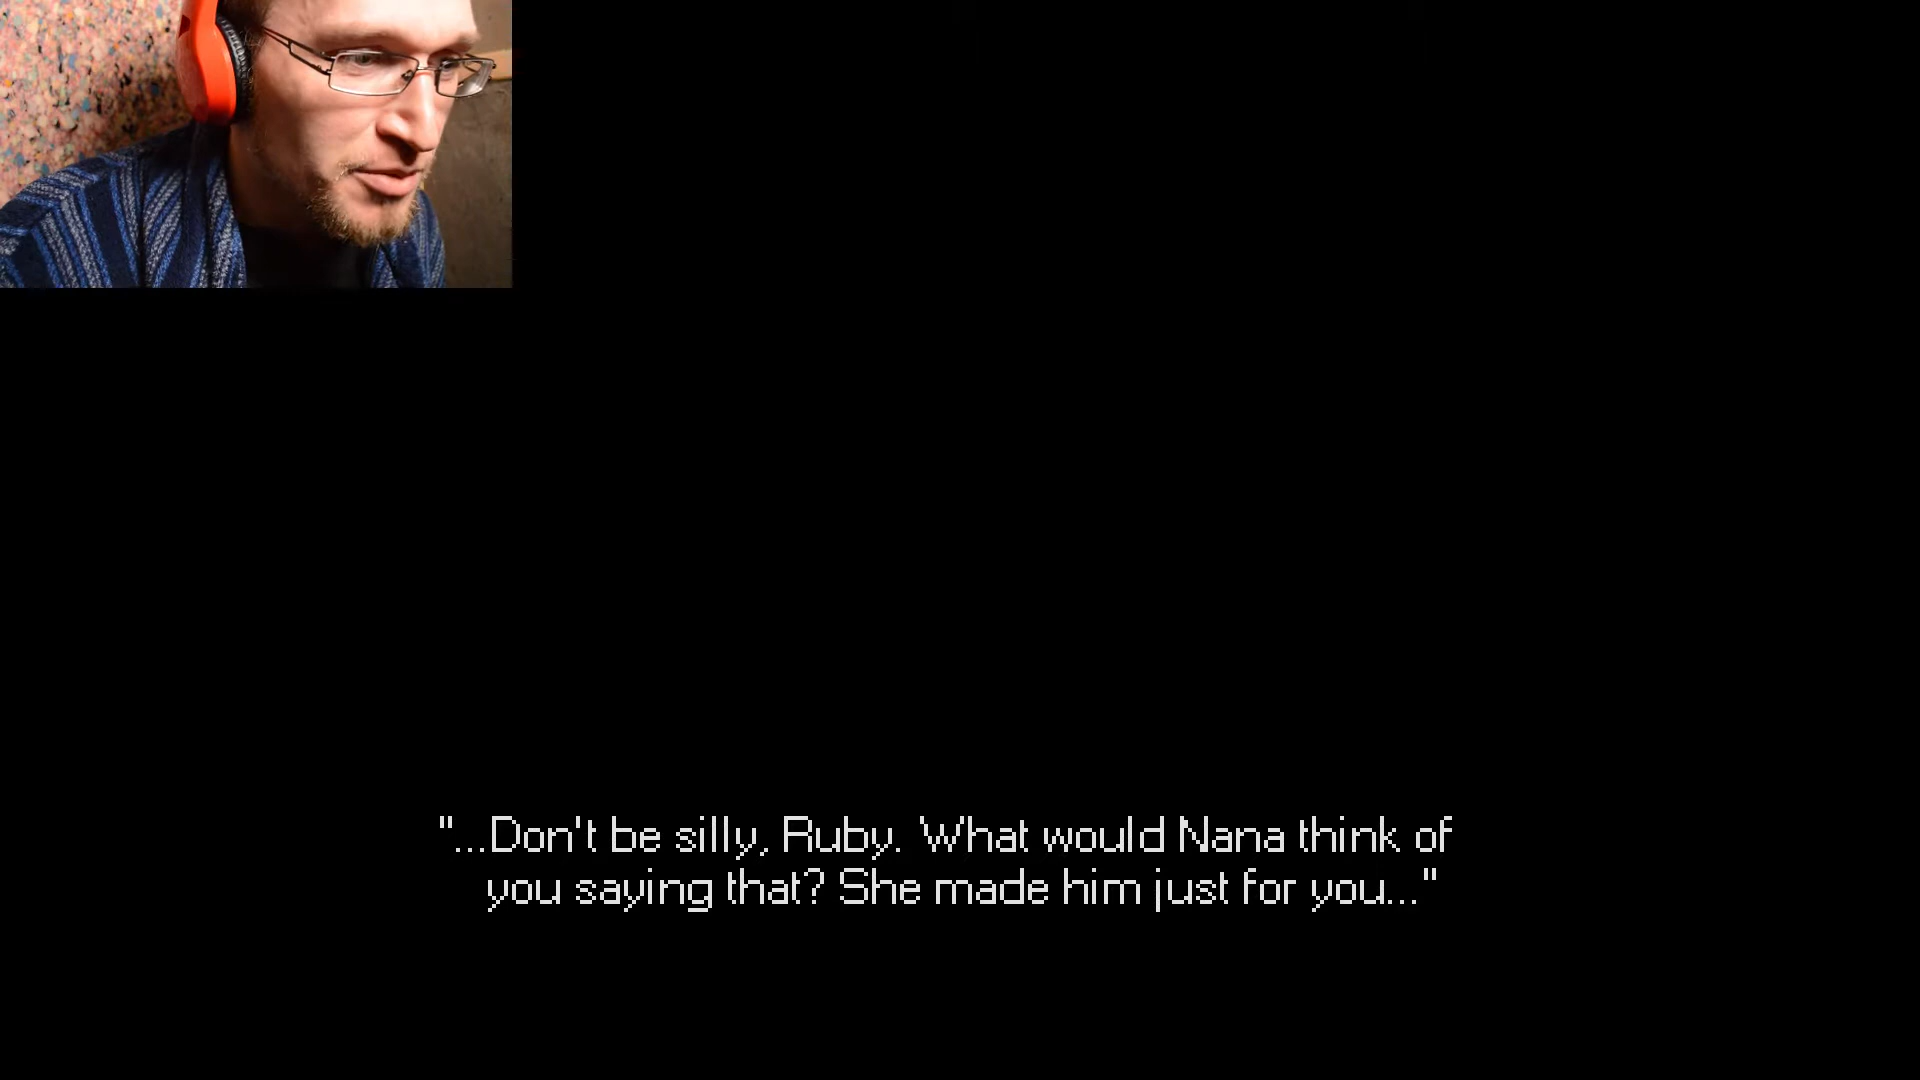 "...Don't be silly, Ruby. What would Nana think of
you saying that? She made him just for you..."